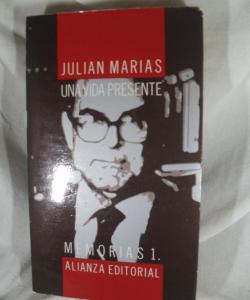 JULIAN MARIAS
UNA VIDA PRESENTE
MEMORIAS 1.
ALIANZA EDITORIAL